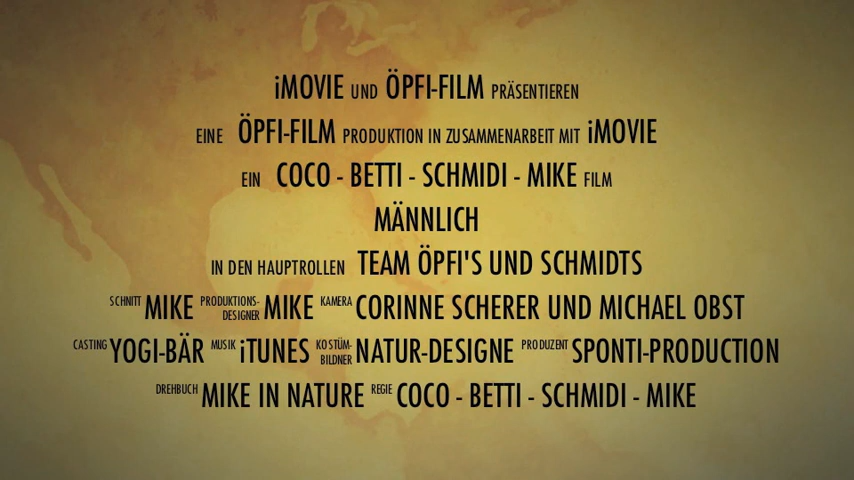 iMOVIE UND ÖPFI-FILM PRÄSENTIEREN
EINE ÖPFI-FILM PRODUKTION IN ZUSAMMENARBEIT MIT iMOVIE
EIN COCO - BETTI - SCHMIDI - MIKE FILM
MÄNNLICH
IN DEN HAUPTROLLEN TEAM ÖPFI'S UND SCHMIDTS
SCHNITT MIKE PRODUKTIONS-DESIGNER MIKE KAMERA CORINNE SCHERER UND MICHAEL OBST
CASTING YOGI-BÄR MUSIK iTUNES KOSTÜM-BILDNER NATUR-DESIGNE PRODUZENT SPONTI-PRODUCTION
DREHBUCH MIKE IN NATURE REGIE COCO - BETTI - SCHMIDI - MIKE